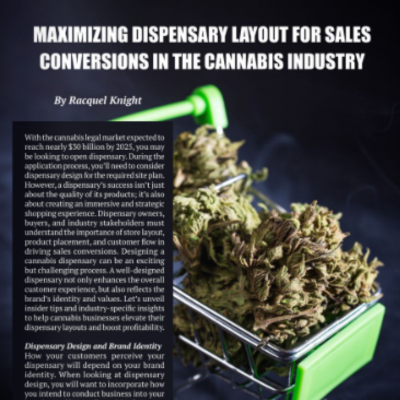 MAXIMIZING DISPENSARY LAYOUT FOR SALES
CONVERSIONS IN THE CANNABIS INDUSTRY
By Racquel Knight
With the cannabis legal market expected to
reach nearly $30 billion by 2025, you may
be looking to open dispensary. During the
application process, you'll need to consider
dispensary design for the required site plan.
However, a dispensary's success isn't just
about the quality of its products; it's also
about creating an immersive and strategic
shopping experience. Dispensary owners,
buyers, and industry stakeholders must
understand the importance of store layout,
product placement, and customer flow in
driving sales conversions. Designing a
cannabis dispensary can be an exciting
but challenging process. A well-designed
dispensary not only enhances the overall
customer experience, but also reflects the
brand's identity and values. Let's unveil
insider tips and industry-specific insights
to help cannabis businesses elevate their
dispensary layouts and boost profitability.
Dispensary Design and Brand Identity
How your customers perceive your
dispensary will depend on your brand
identity. When looking at dispensary
design, you will want to incorporate how
you intend to conduct business into your